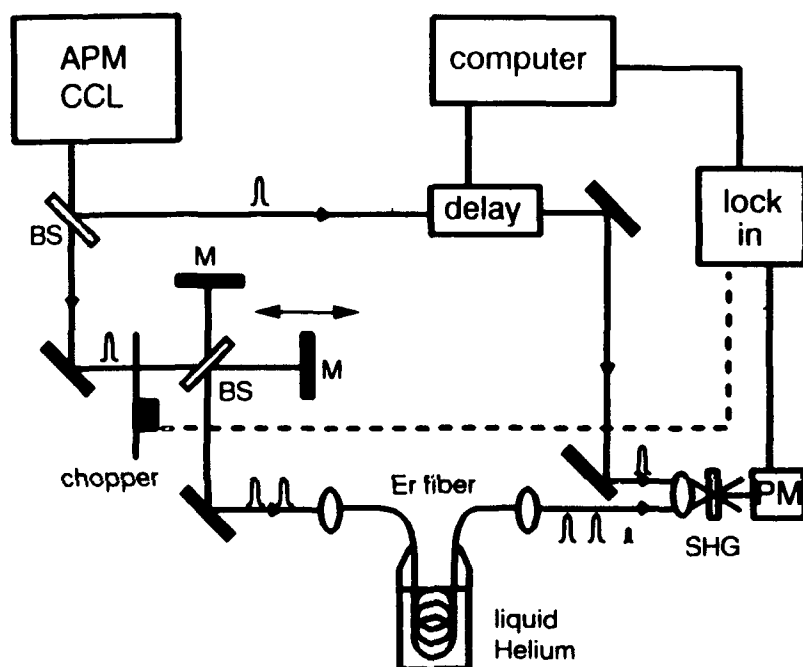 APM
CCL
computer
BS
delay
lock
in
M
M
BS
chopper
Er fiber
SHG
PM
liquid
Helium